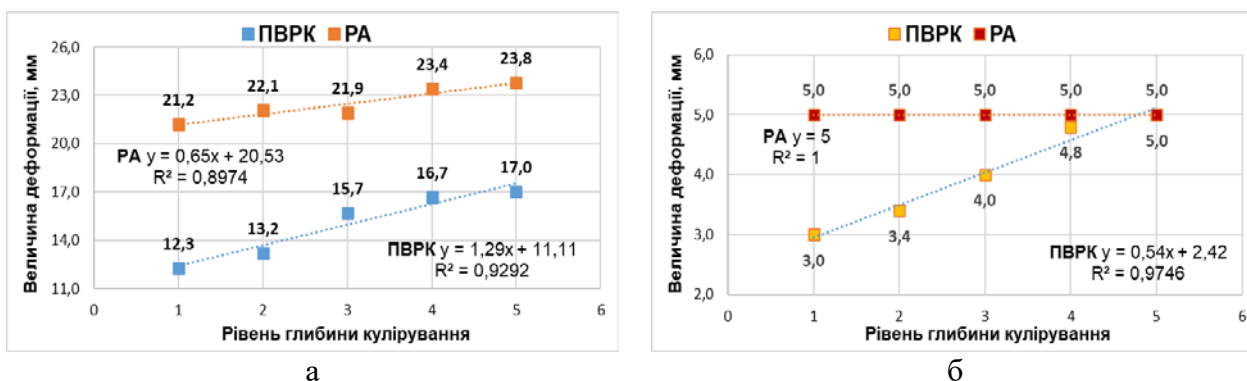 ПВРК РА
Величина деформації, мм
26,0
23,0
20,0
17,0
14,0
11,0
21,2
22,1
21,9
23,4
23,8
РА y = 0,65x + 20,53
R² = 0,8974
12,3
13,2
15,7
16,7
17,0
ПВРК y = 1,29x + 11,11
R² = 0,9292
0 1 2 3 4 5 6
Рівень глибини кулірування
а
ПВРК РА
Величина деформації, мм
6,0
5,0
4,0
3,0
2,0
5,0 5,0 5,0 5,0 5,0
РА y = 5
R² = 1
3,0
3,4
4,0
4,8
5,0
ПВРК y = 0,54x + 2,42
R² = 0,9746
0 1 2 3 4 5 6
Рівень глибини кулірування
б